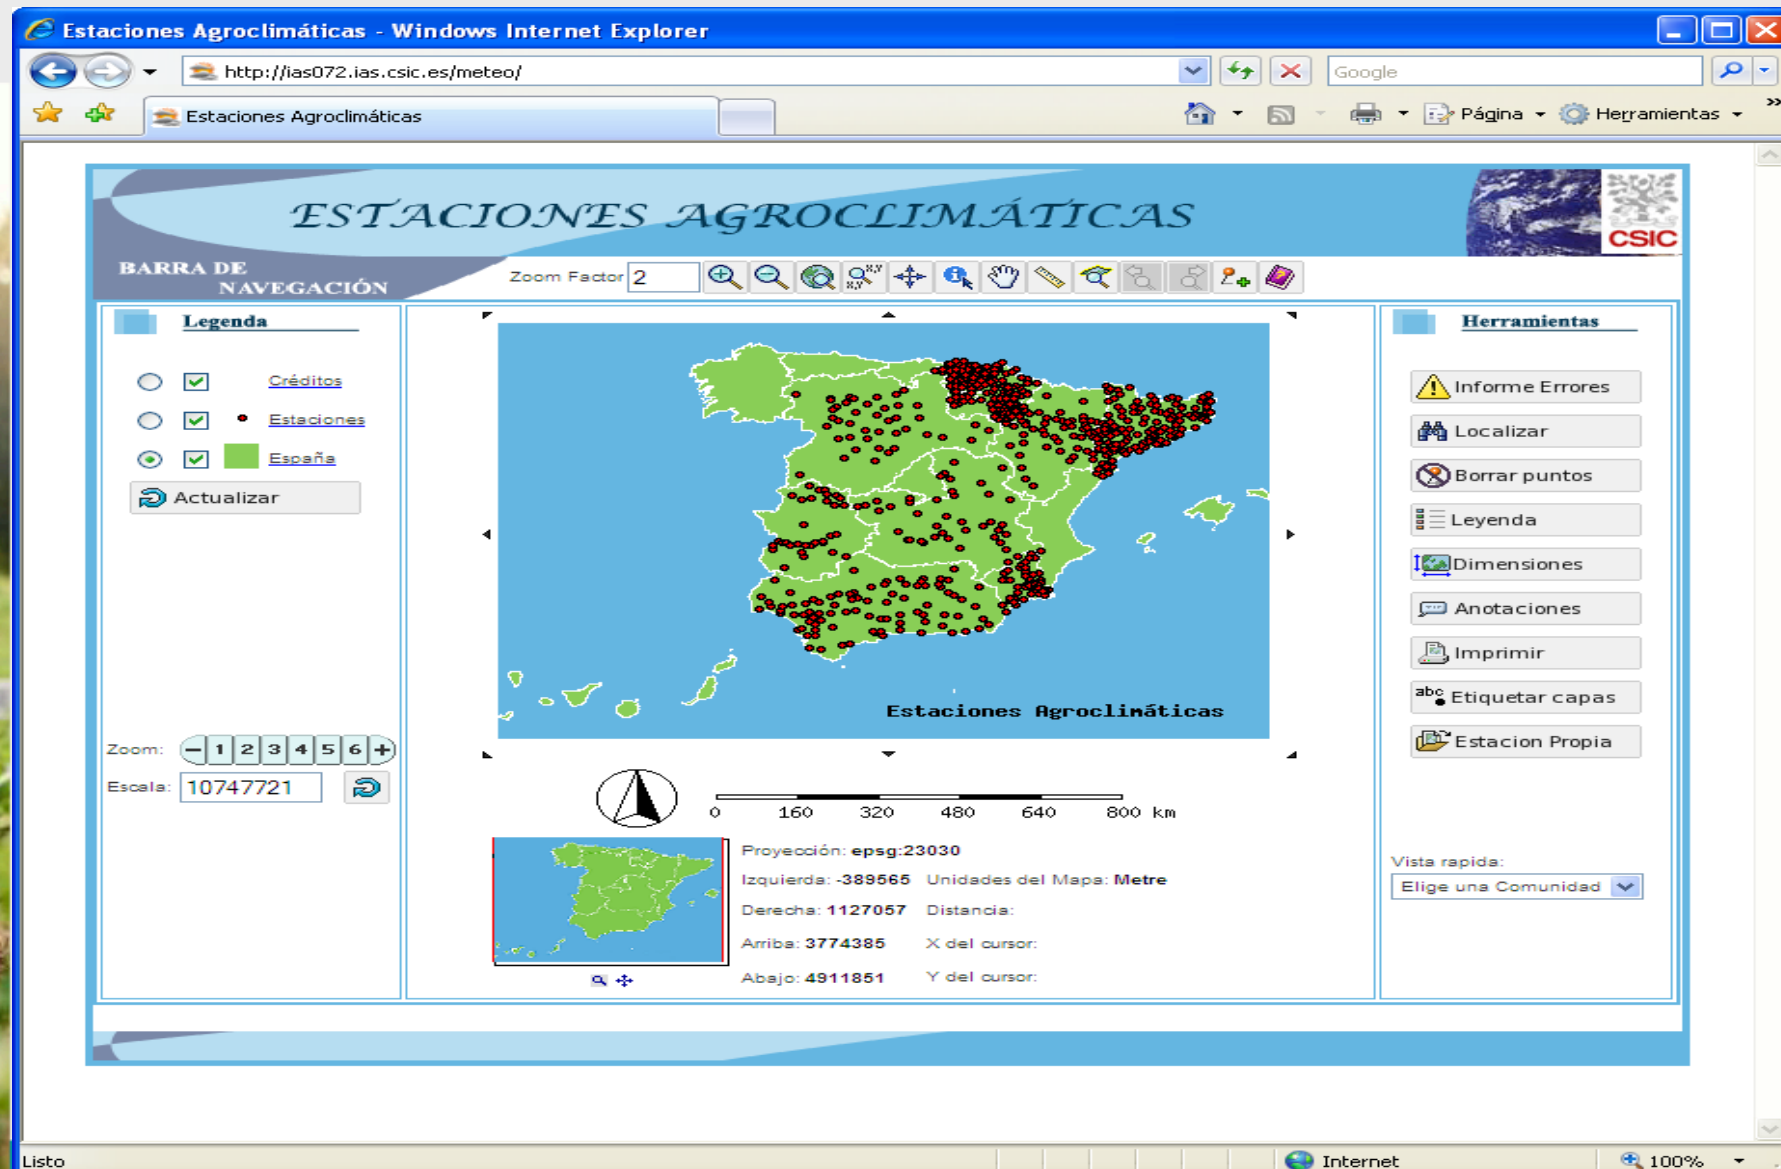 Estaciones Agroclimáticas - Windows Internet Explorer
http://ias072.ias.csic.es/meteo/
Google
Estaciones Agroclimáticas
Página
Herramientas
»
ESTACIONES AGROCLIMÁTICAS
CSIC
BARRA DE
NAVEGACIÓN
Zoom Factor 2
Legenda
Créditos
Estaciones
España
Actualizar
Zoom: − 1 2 3 4 5 6 +
Escala: 10747721
Estaciones Agroclimáticas
0 160 320 480 640 800 km
Proyección: epsg:23030
Izquierda: -389565 Unidades del Mapa: Metre
Derecha: 1127057 Distancia:
Arriba: 3774385 X del cursor:
Abajo: 4911851 Y del cursor:
Herramientas
Informe Errores
Localizar
Borrar puntos
Leyenda
Dimensiones
Anotaciones
Imprimir
abc Etiquetar capas
Estacion Propia
Vista rapida:
Elige una Comunidad
Listo
Internet
100%